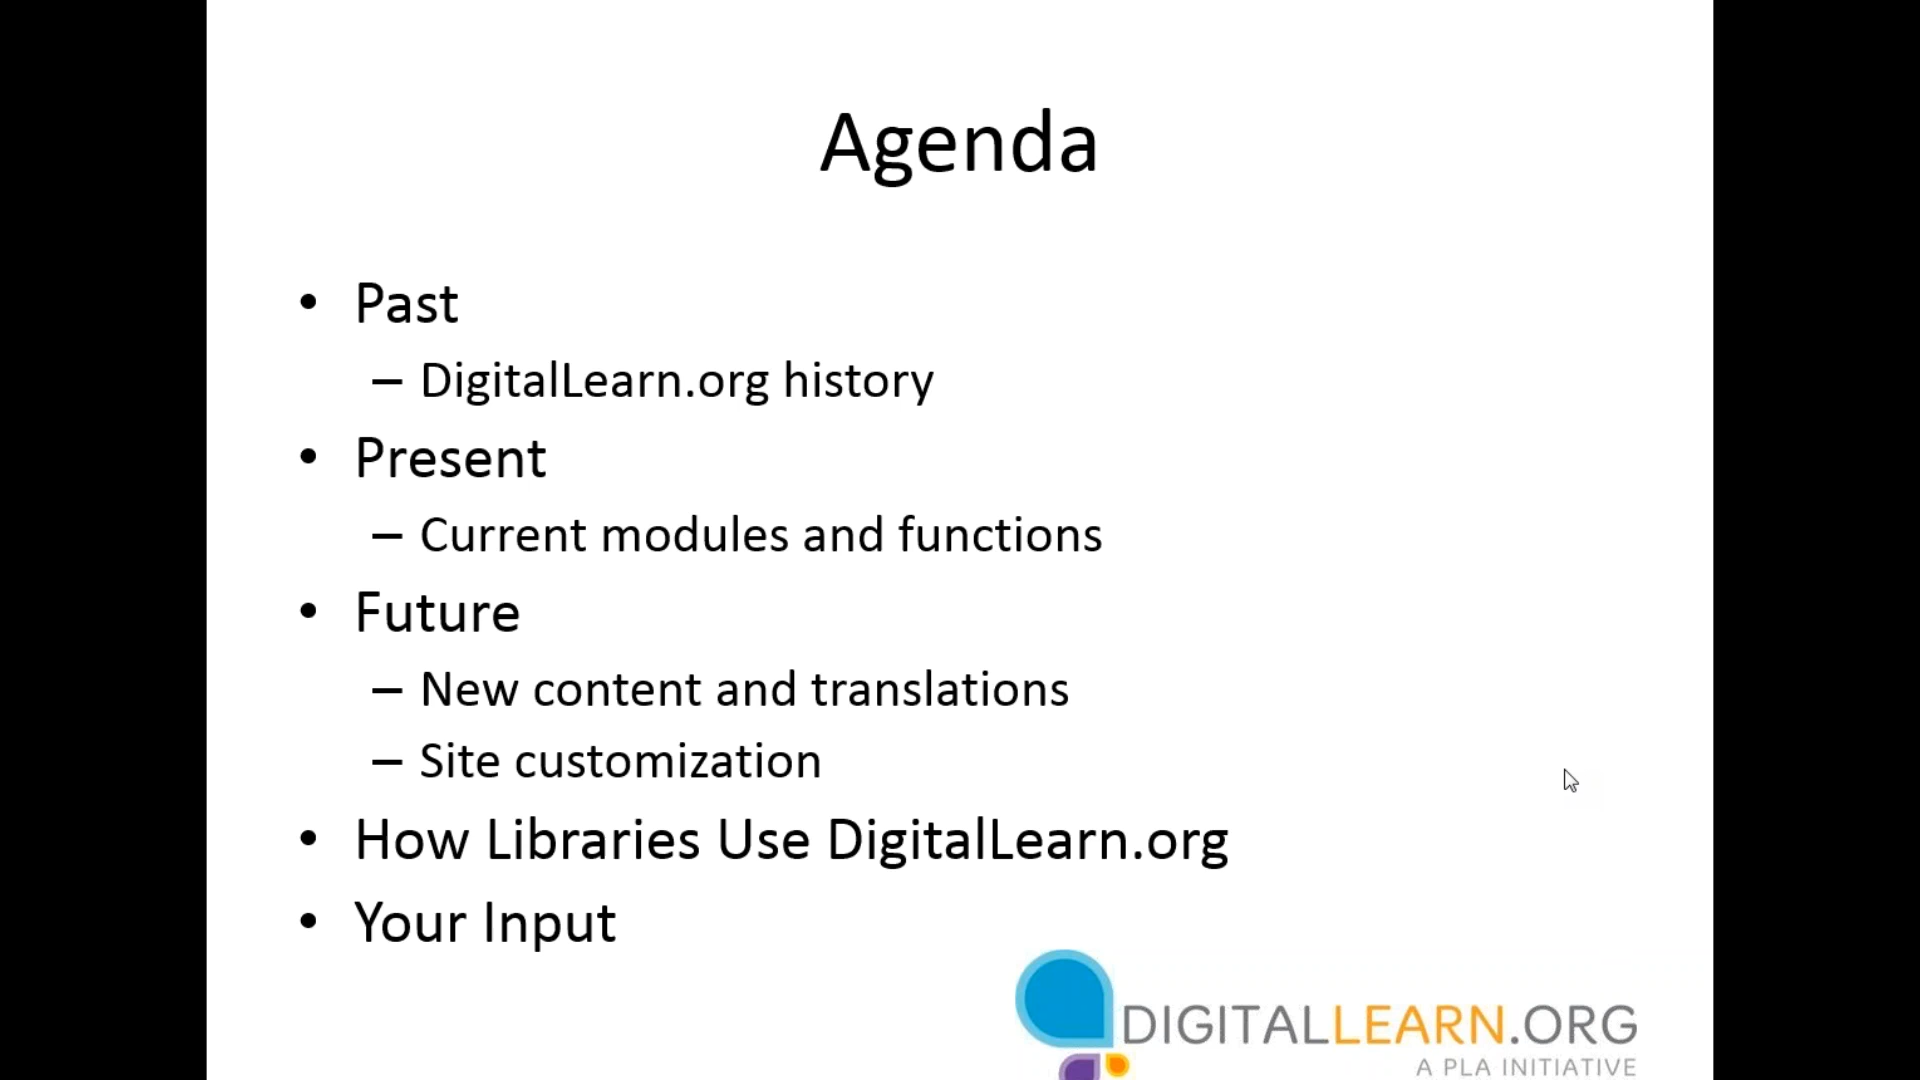 Agenda
• Past
– DigitalLearn.org history
• Present
– Current modules and functions
• Future
– New content and translations
– Site customization
• How Libraries Use DigitalLearn.org
• Your Input
DIGITALLEARN.ORG
A PLA INITIATIVE